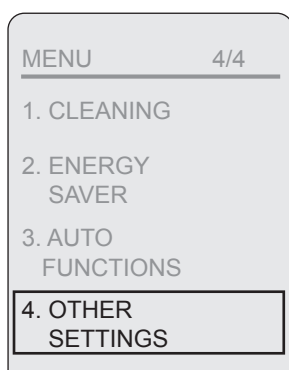 MENU 4/4
1. CLEANING
2. ENERGY
SAVER
3. AUTO
FUNCTIONS
4. OTHER
SETTINGS